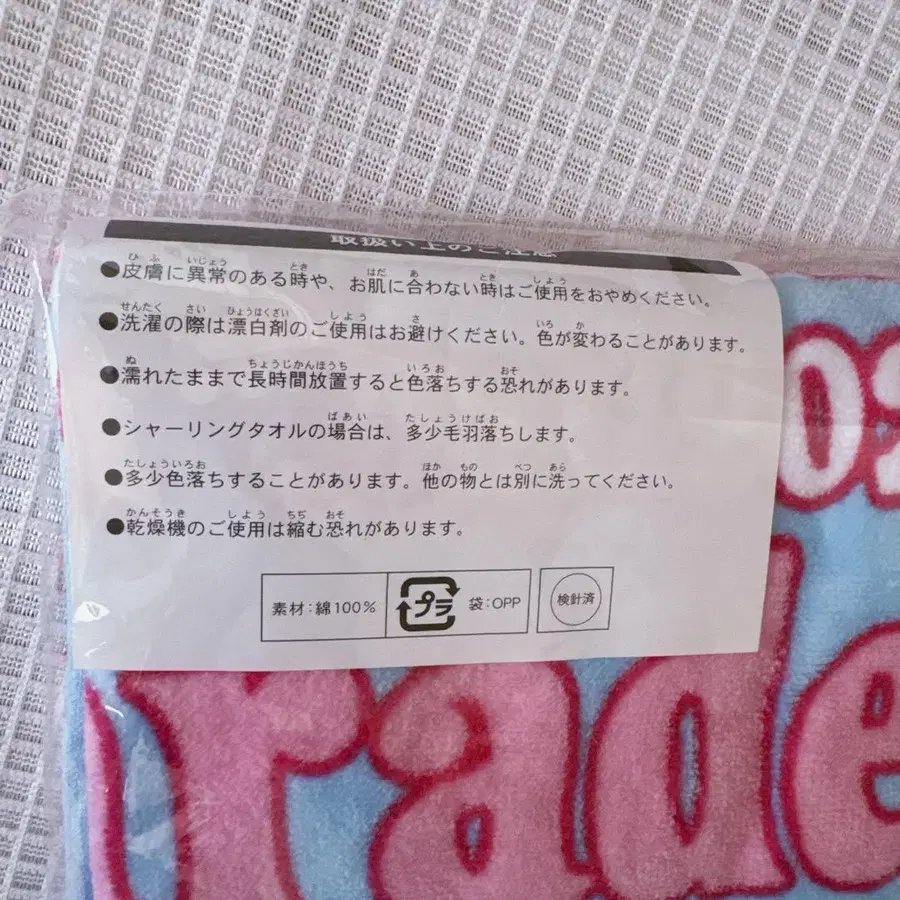 取扱い上のご注意
●皮膚に異常のある時や、お肌に合わない時はご使用をおやめください。
●洗濯の際は漂白剤のご使用はお避けください。色が変わることがあります。
●濡れたままで長時間放置すると色落ちする恐れがあります。
●シャーリングタオルの場合は、多少毛羽落ちします。
●多少色落ちすることがあります。他の物とは別に洗ってください。
●乾燥機のご使用は縮む恐れがあります。
素材:綿100% プラ 袋:OPP 検針済
rade